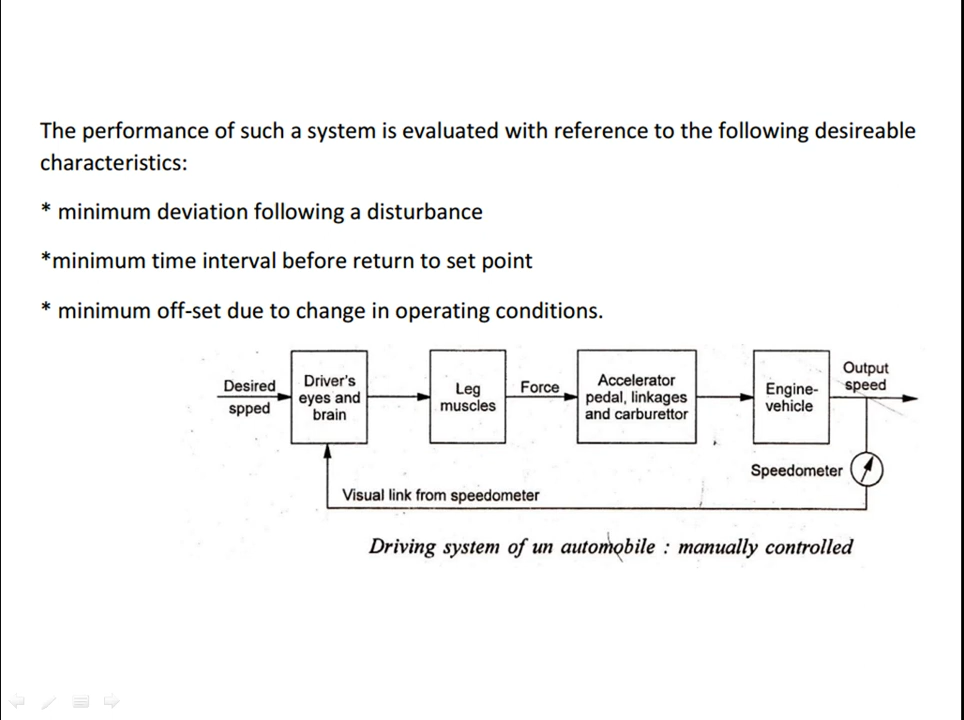 The performance of such a system is evaluated with reference to the following desireable
characteristics:
* minimum deviation following a disturbance
*minimum time interval before return to set point
* minimum off-set due to change in operating conditions.
Desired
spped
Driver's
eyes and
brain
Leg
muscles
Force
Accelerator
pedal, linkages
and carburettor
Engine-
vehicle
Output
speed
Speedometer
Visual link from speedometer
Driving system of un automobile : manually controlled